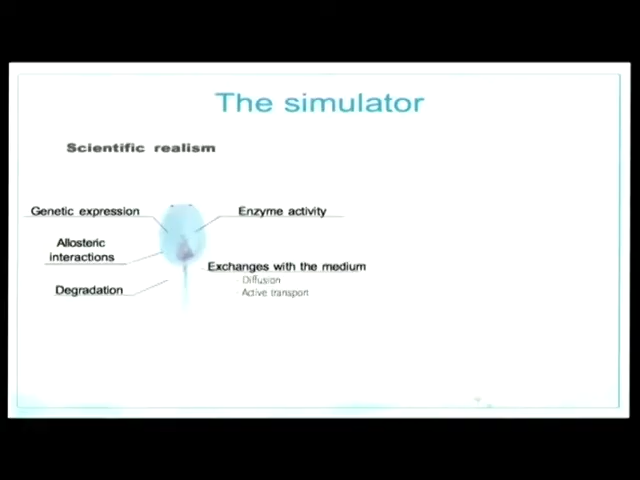 The simulator
Scientific realism
Genetic expression
Enzyme activity
Allosteric
interactions
Exchanges with the medium
Diffusion
Active transport
Degradation